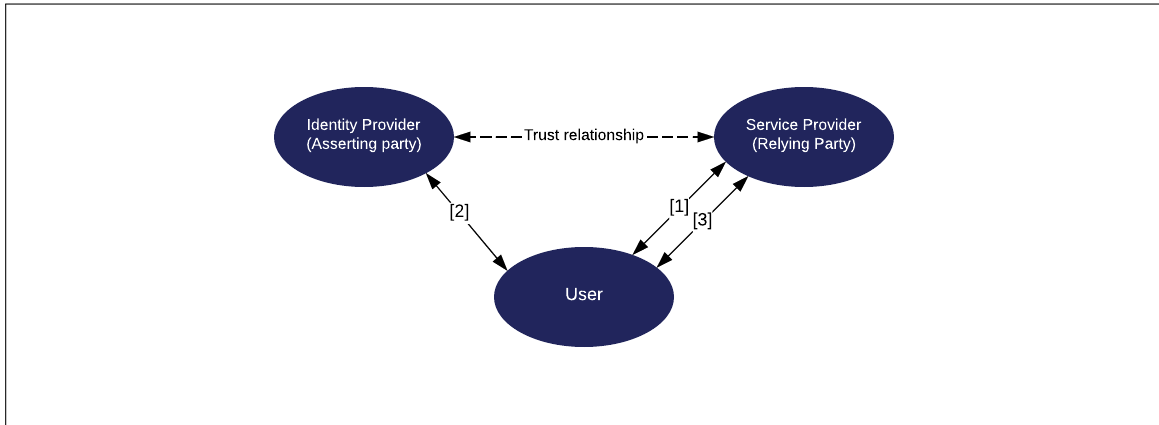 Identity Provider
(Asserting party)
Trust relationship
Service Provider
(Relying Party)
[2]
[1]
[3]
User